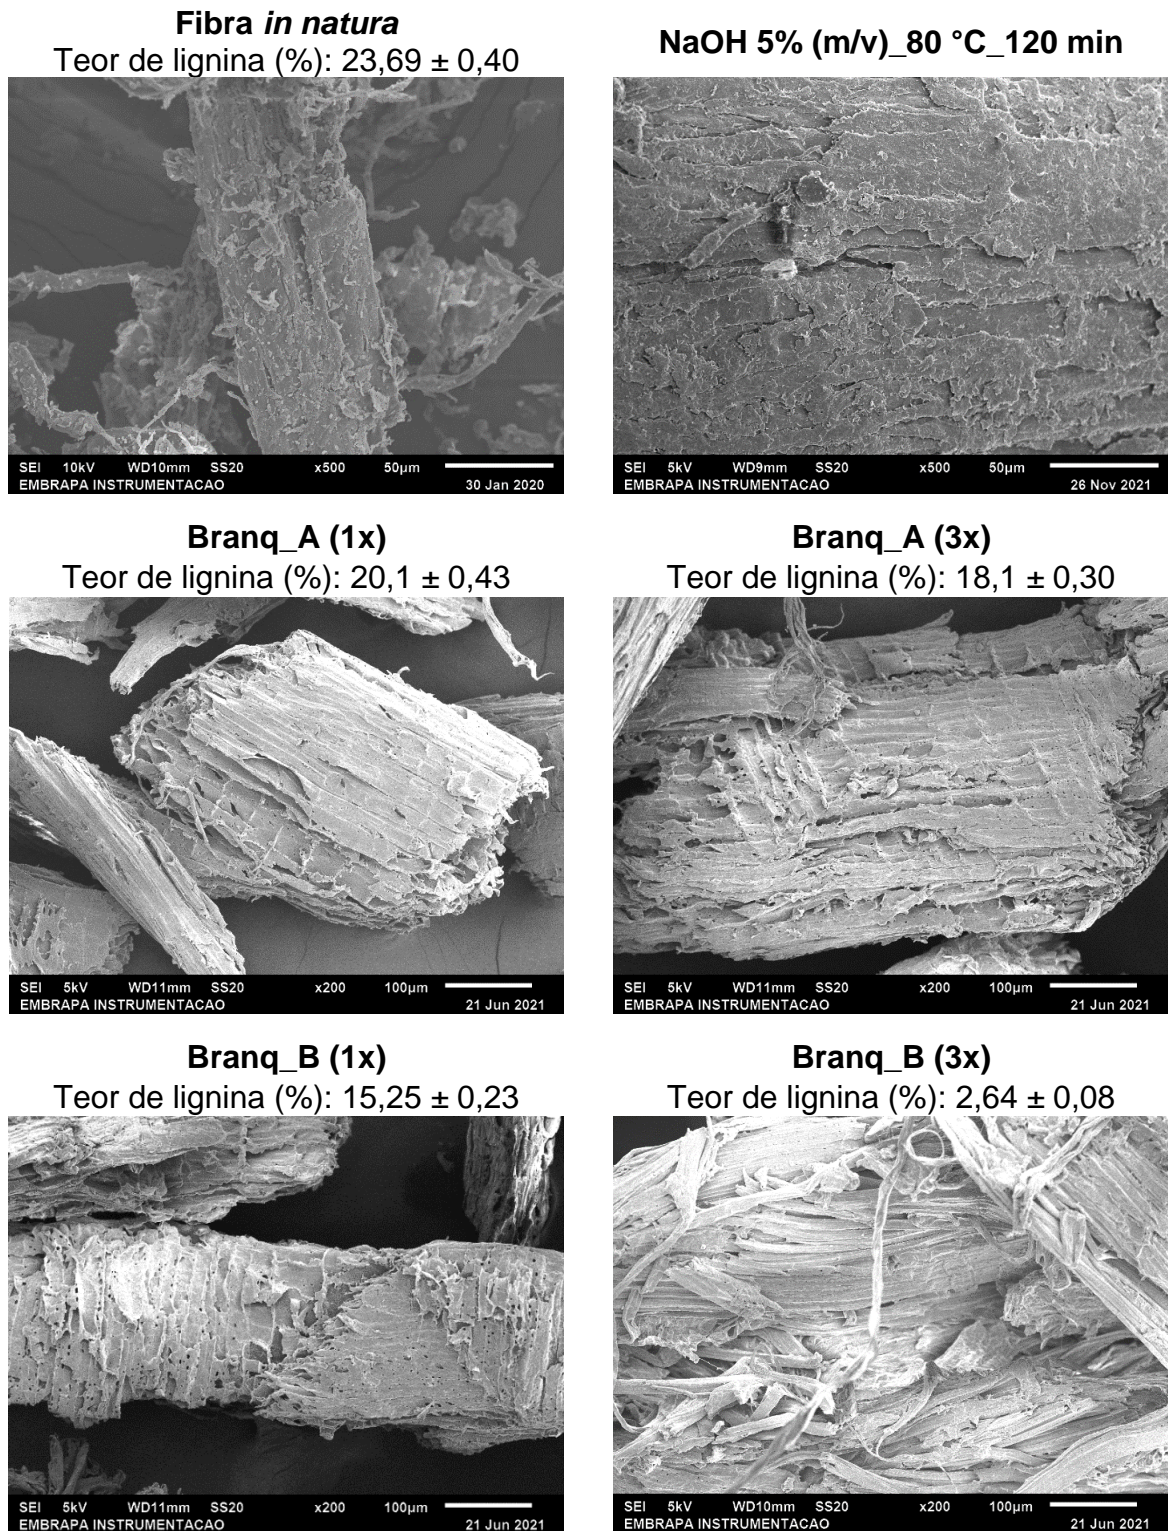 Fibra in natura
Teor de lignina (%): 23,69 ± 0,40
NaOH 5% (m/v)_80 °C_120 min
SEI 10kV WD10mm SS20 x500 50µm
EMBRAPA INSTRUMENTACAO 30 Jan 2020
SEI 5kV WD9mm SS20 x500 50µm
EMBRAPA INSTRUMENTACAO 26 Nov 2021
Branq_A (1x)
Teor de lignina (%): 20,1 ± 0,43
Branq_A (3x)
Teor de lignina (%): 18,1 ± 0,30
SEI 5kV WD11mm SS20 x200 100µm
EMBRAPA INSTRUMENTACAO 21 Jun 2021
SEI 5kV WD11mm SS20 x200 100µm
EMBRAPA INSTRUMENTACAO 21 Jun 2021
Branq_B (1x)
Teor de lignina (%): 15,25 ± 0,23
Branq_B (3x)
Teor de lignina (%): 2,64 ± 0,08
SEI 5kV WD11mm SS20 x200 100µm
EMBRAPA INSTRUMENTACAO 21 Jun 2021
SEI 5kV WD10mm SS20 x200 100µm
EMBRAPA INSTRUMENTACAO 21 Jun 2021